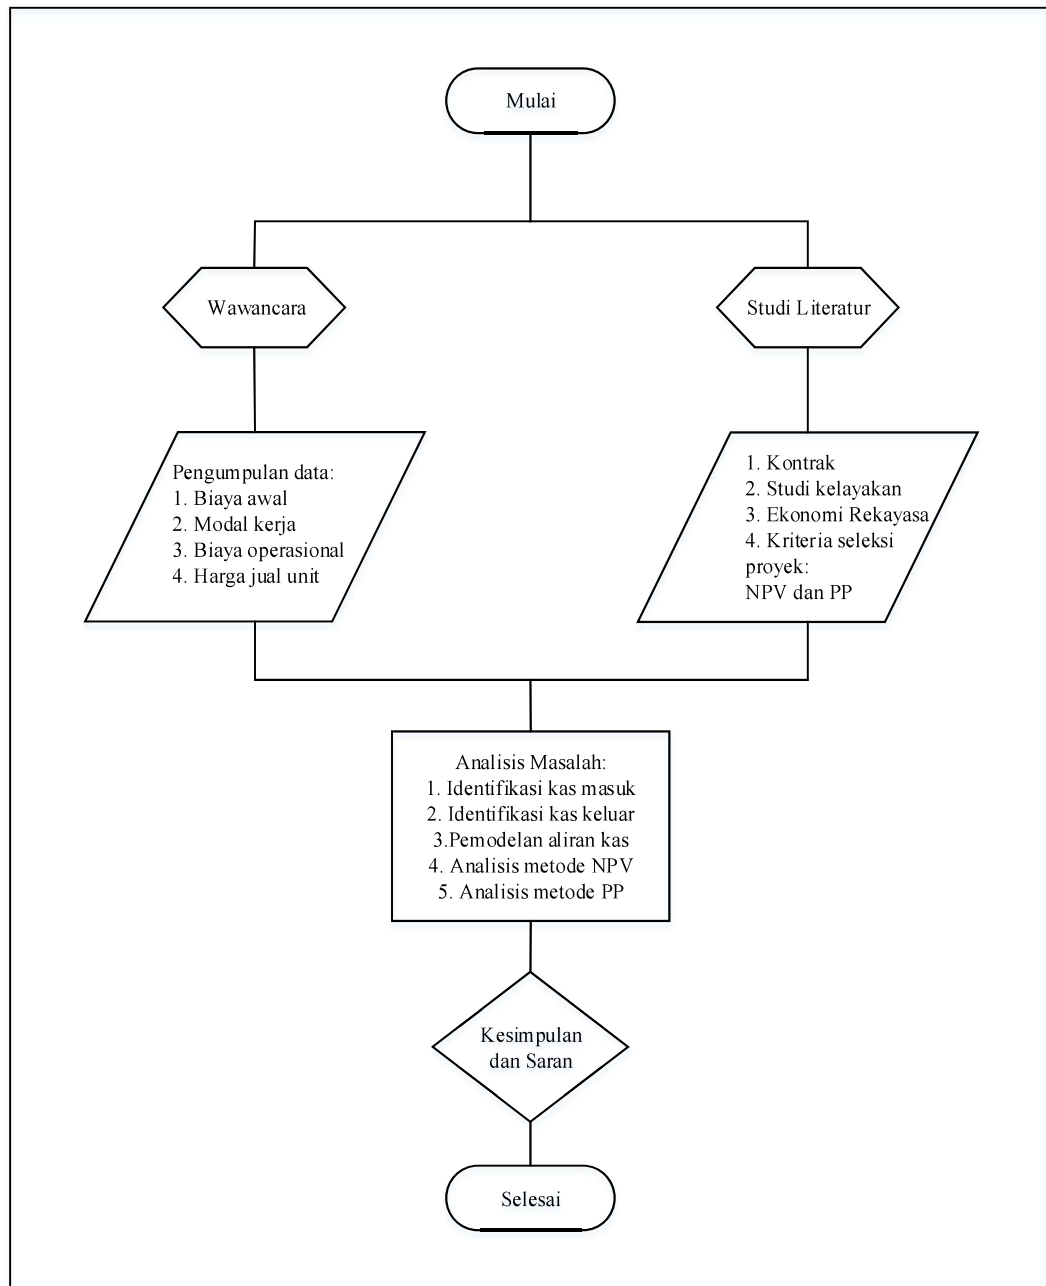 Mulai
Wawancara
Studi Literatur
Pengumpulan data:
1. Biaya awal
2. Modal kerja
3. Biaya operasional
4. Harga jual unit
1. Kontrak
2. Studi kelayakan
3. Ekonomi Rekayasa
4. Kriteria seleksi
proyek:
NPV dan PP
Analisis Masalah:
1. Identifikasi kas masuk
2. Identifikasi kas keluar
3.Pemodelan aliran kas
4. Analisis metode NPV
5. Analisis metode PP
Kesimpulan
dan Saran
Selesai